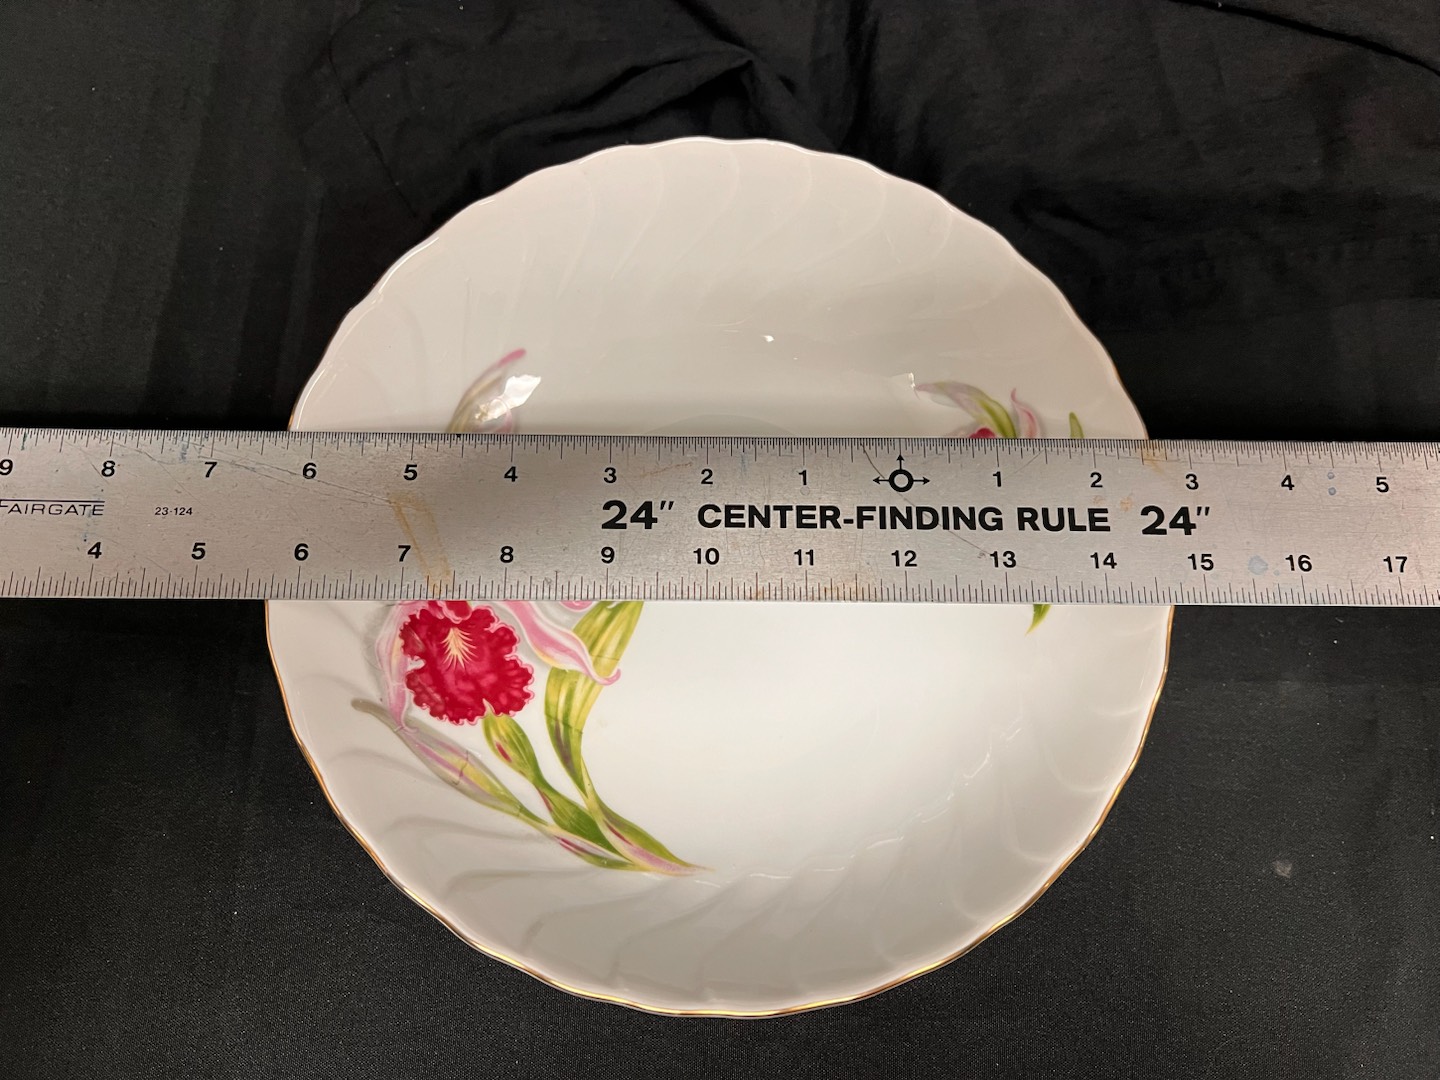 9 8 7 6 5 4 3 2 1 1 2 3 4 5
FAIRGATE 23-124 24" CENTER-FINDING RULE 24"
4 5 6 7 8 9 10 11 12 13 14 15 16 17